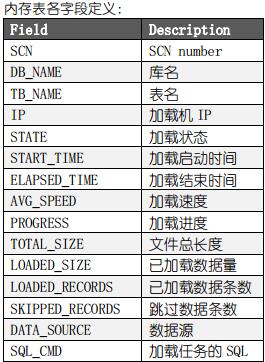 内存表各字段定义：
Field Description
SCN SCN number
DB_NAME 库名
TB_NAME 表名
IP 加载机 IP
STATE 加载状态
START_TIME 加载启动时间
ELAPSED_TIME 加载结束时间
AVG_SPEED 加载速度
PROGRESS 加载进度
TOTAL_SIZE 文件总长度
LOADED_SIZE 已加载数据量
LOADED_RECORDS 已加载数据条数
SKIPPED_RECORDS 跳过数据条数
DATA_SOURCE 数据源
SQL_CMD 加载任务的 SQL